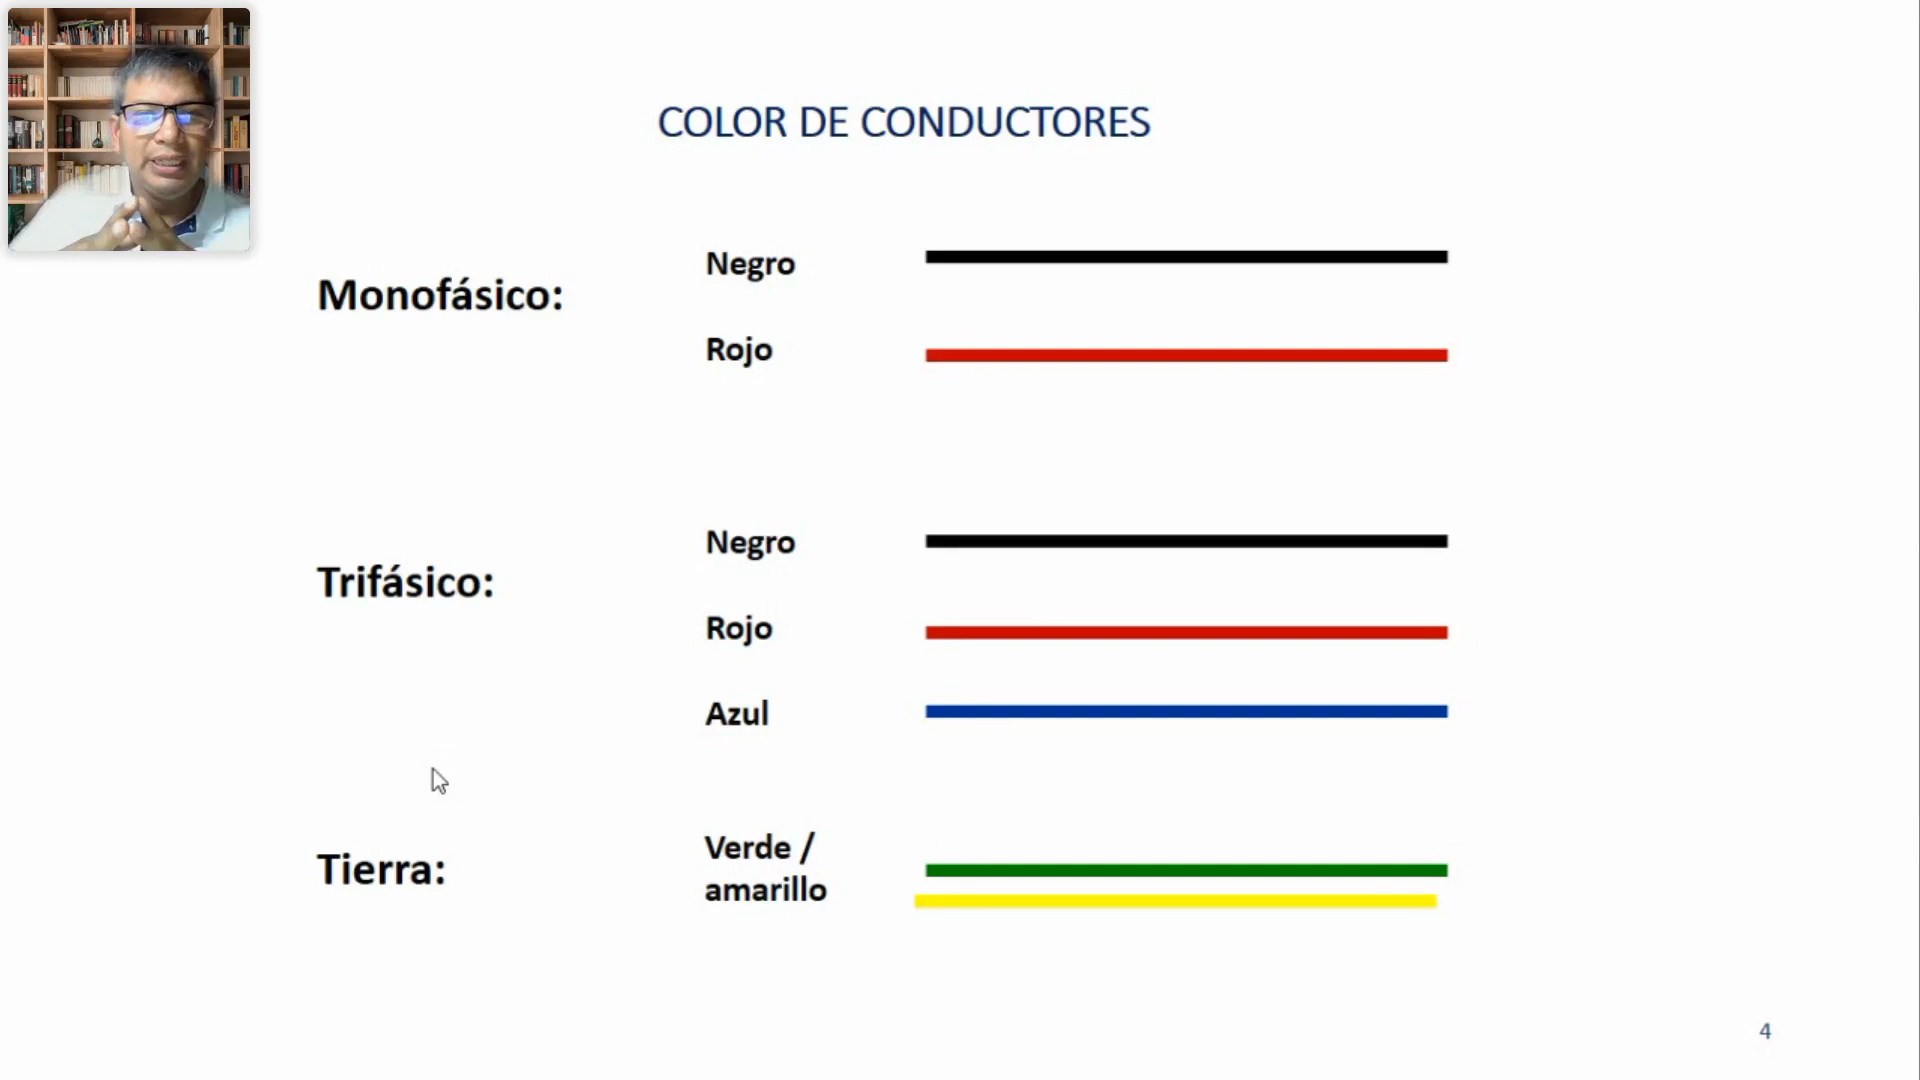 COLOR DE CONDUCTORES
Monofásico:
Negro
Rojo
Trifásico:
Negro
Rojo
Azul
Tierra:
Verde /
amarillo
4